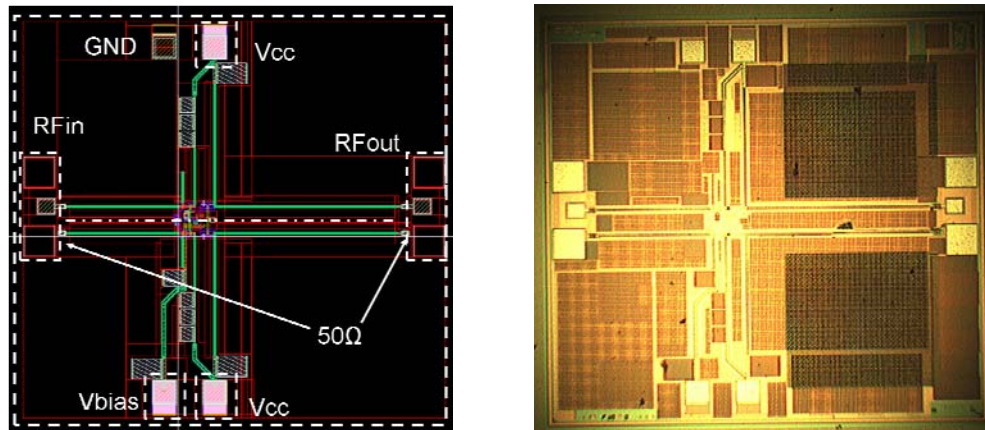 GND
Vcc
RFin
RFout
50Ω
Vbias
Vcc